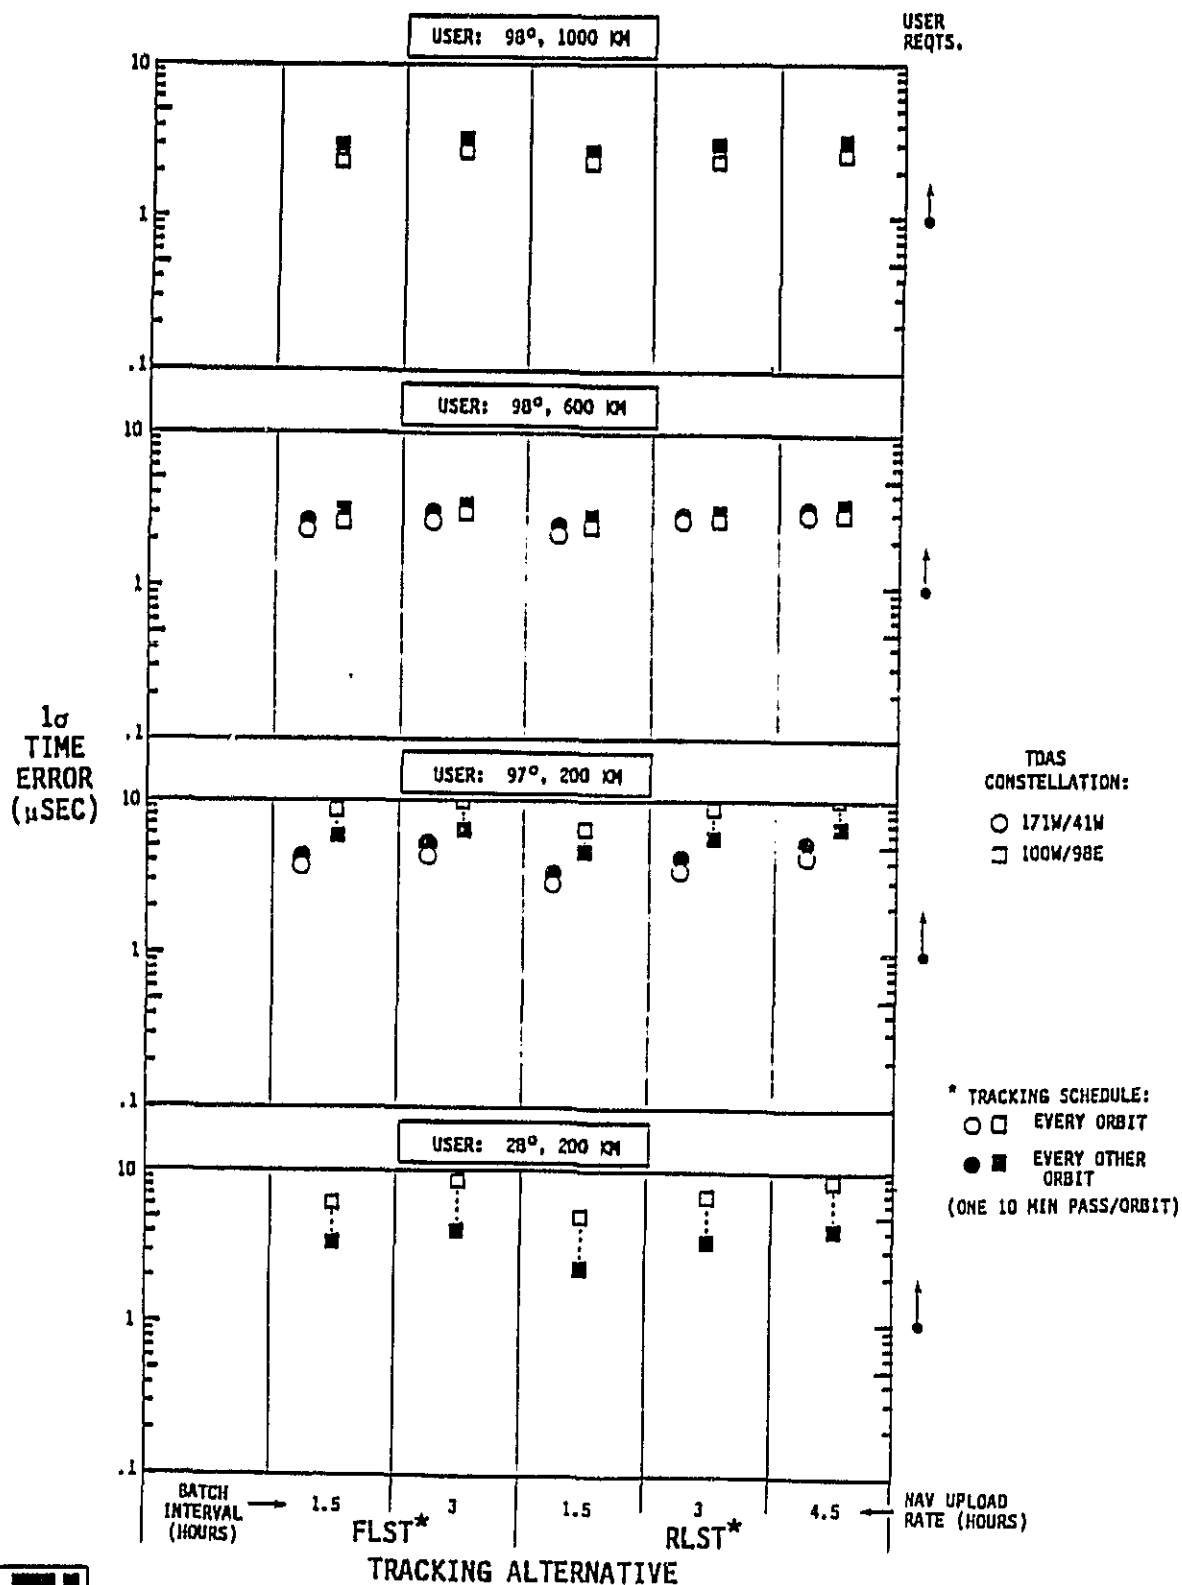 USER: 98°, 1000 KM
USER
REQTS.
10
1
.1
USER: 98°, 600 KM
10
1
.1
1σ
TIME
ERROR
(μSEC)
USER: 97°, 200 KM
10
1
.1
TDAS
CONSTELLATION:
171W/41W
100W/98E
* TRACKING SCHEDULE:
EVERY ORBIT
EVERY OTHER
ORBIT
(ONE 10 MIN PASS/ORBIT)
USER: 28°, 200 KM
10
1
.1
BATCH
INTERVAL
(HOURS)
1.5 3 1.5 3 4.5
NAV UPLOAD
RATE (HOURS)
FLST* RLST*
TRACKING ALTERNATIVE